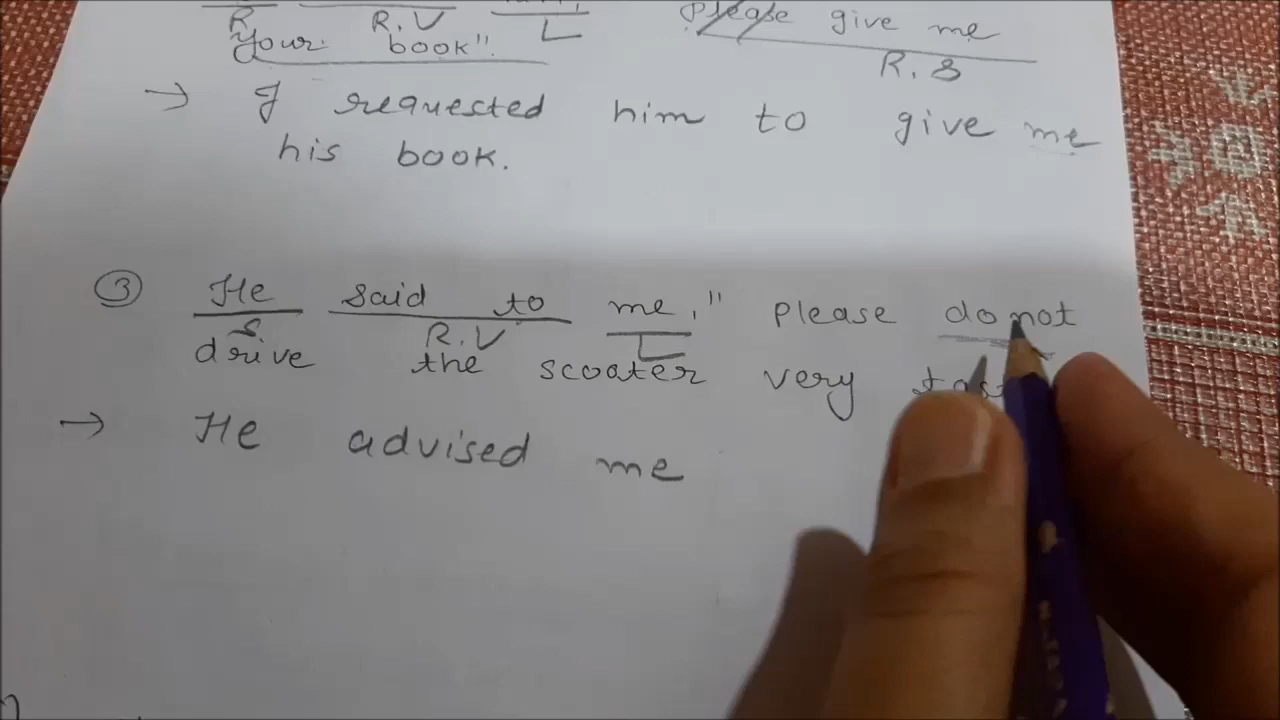 R R.V L please give me
your book".
R.S
→ I requested him to give me
his book.
③ He said to me," please do not
S R.V L
drive the scooter very fast
→ He advised me